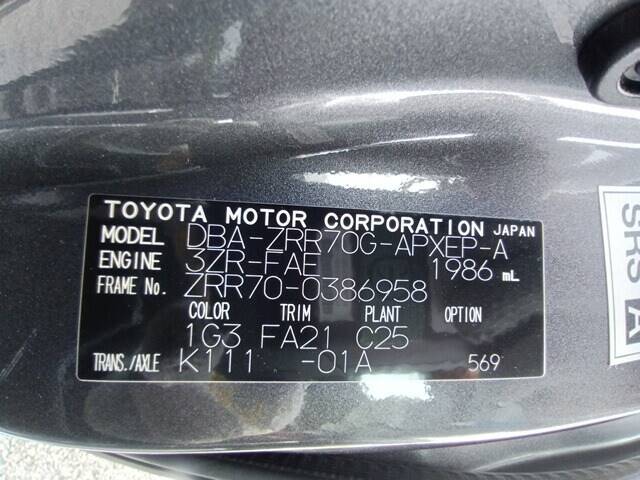 TOYOTA MOTOR CORPORATION JAPAN
MODEL DBA-ZRR70G-APXEP-A
ENGINE 3ZR-FAE 1986 mL
FRAME No. ZRR70-0386958
COLOR TRIM PLANT OPTION
1G3 FA21 C25
TRANS./AXLE K111 -01A 569
SRS A